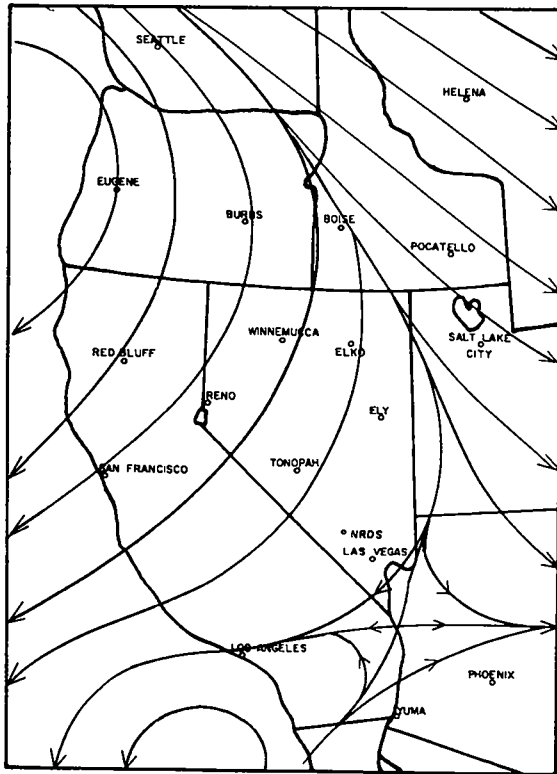 SEATTLE
HELENA
EUGENE
BURNS
BOISE
POCATELLO
WINNEMUCCA
ELKO
SALT LAKE
CITY
RED BLUFF
RENO
ELY
SAN FRANCISCO
TONOPAH
NRDS
LAS VEGAS
LOS ANGELES
PHOENIX
YUMA